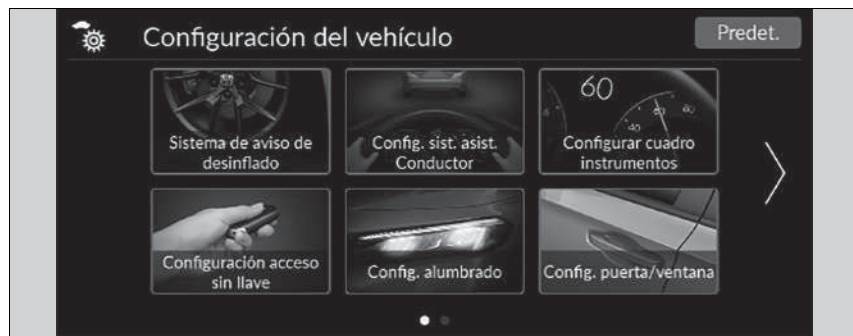 Configuración del vehículo
Predet.
Sistema de aviso de
desinflado
Config. sist. asist.
Conductor
60
Configurar cuadro
instrumentos
Configuración acceso
sin llave
Config. alumbrado
Config. puerta/ventana